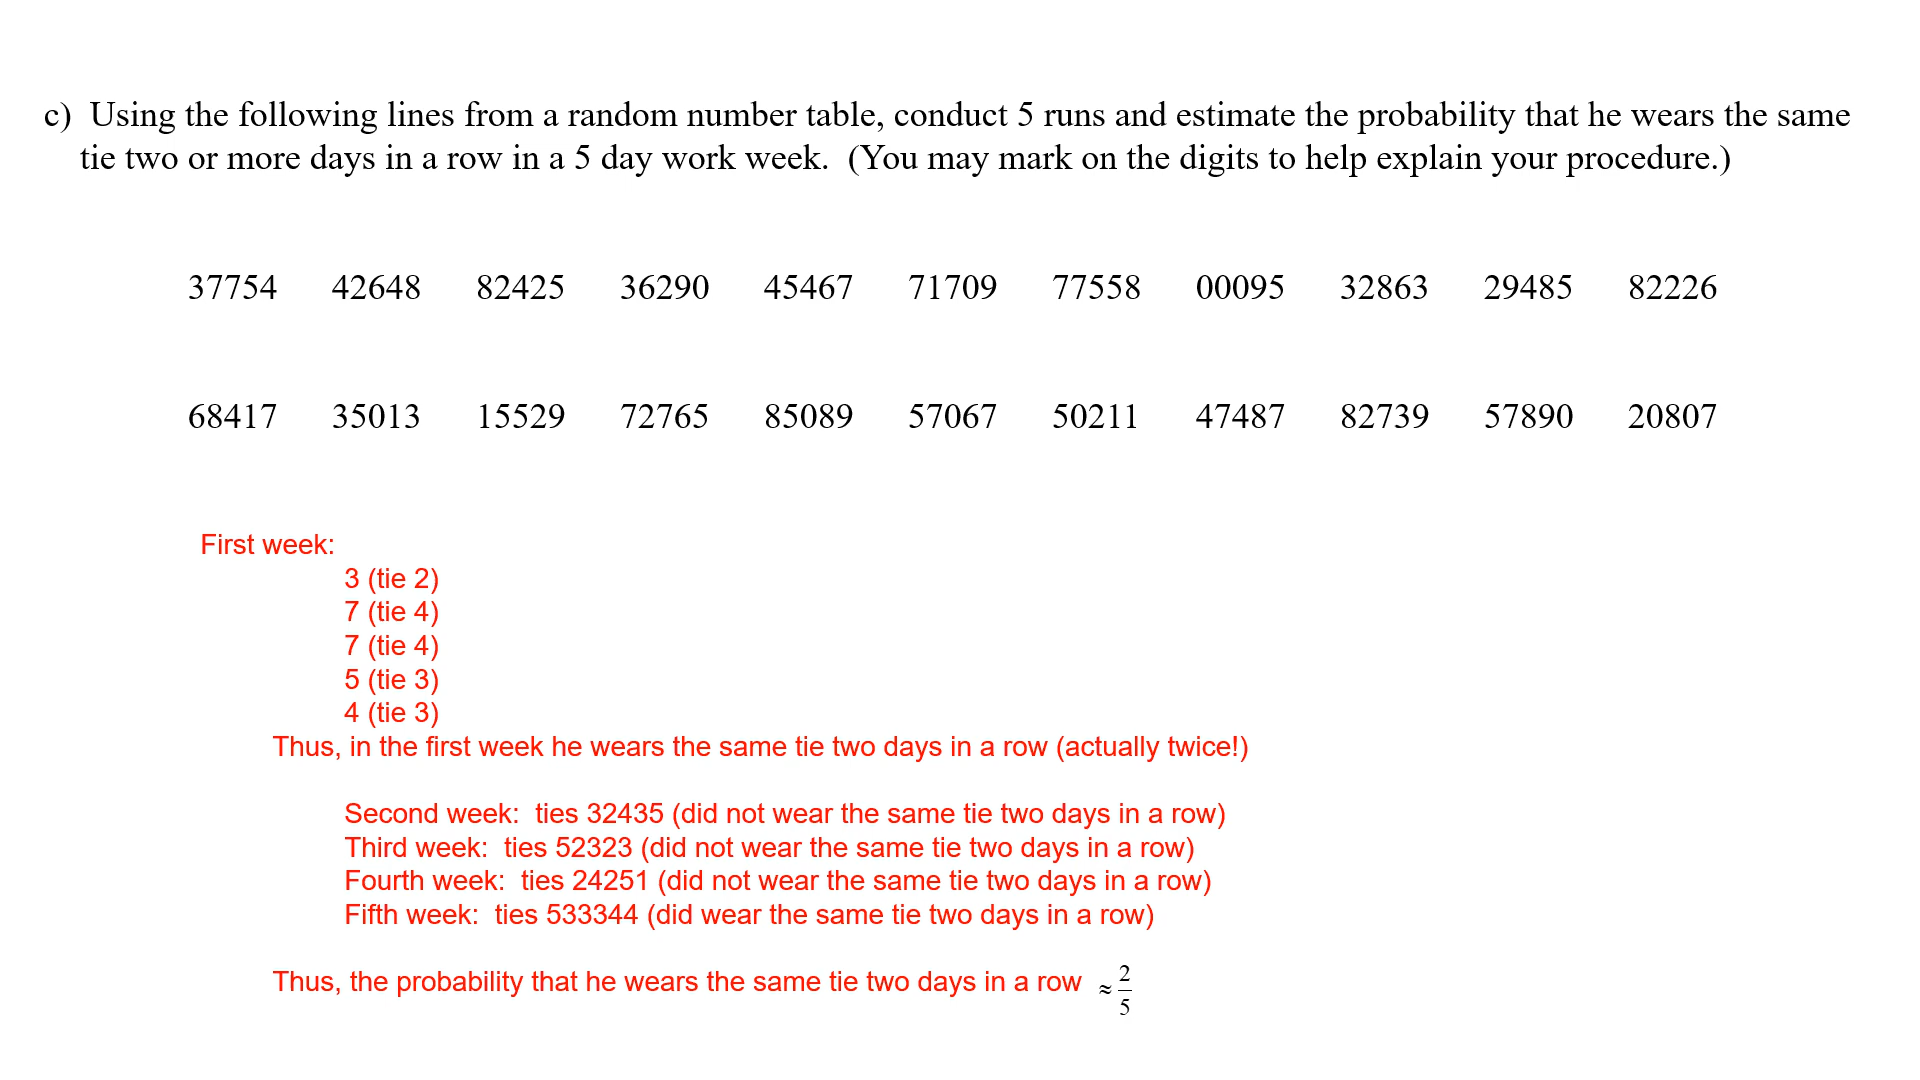 c) Using the following lines from a random number table, conduct 5 runs and estimate the probability that he wears the same
tie two or more days in a row in a 5 day work week. (You may mark on the digits to help explain your procedure.)
37754 42648 82425 36290 45467 71709 77558 00095 32863 29485 82226
68417 35013 15529 72765 85089 57067 50211 47487 82739 57890 20807
First week:
3 (tie 2)
7 (tie 4)
7 (tie 4)
5 (tie 3)
4 (tie 3)
Thus, in the first week he wears the same tie two days in a row (actually twice!)
Second week: ties 32435 (did not wear the same tie two days in a row)
Third week: ties 52323 (did not wear the same tie two days in a row)
Fourth week: ties 24251 (did not wear the same tie two days in a row)
Fifth week: ties 533344 (did wear the same tie two days in a row)
Thus, the probability that he wears the same tie two days in a row ≈ 2/5